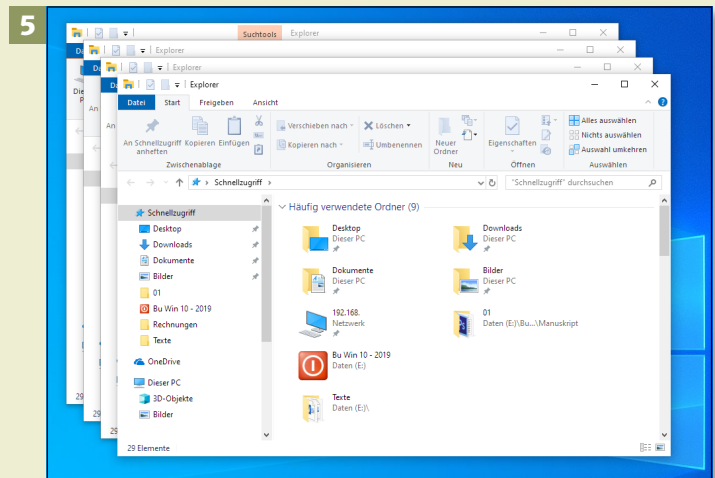 5
Suchtools Explorer
Explorer
Explorer
Explorer
Datei Start Freigeben Ansicht
An Schnellzugriff anheften
Kopieren
Einfügen
Zwischenablage
Verschieben nach
Kopieren nach
Löschen
Umbenennen
Organisieren
Neuer Ordner
Neu
Eigenschaften
Öffnen
Alles auswählen
Nichts auswählen
Auswahl umkehren
Auswählen
Schnellzugriff
"Schnellzugriff" durchsuchen
Schnellzugriff
Desktop
Downloads
Dokumente
Bilder
01
Bu Win 10 - 2019
Rechnungen
Texte
OneDrive
Dieser PC
3D-Objekte
Bilder
Häufig verwendete Ordner (9)
Desktop
Dieser PC
Downloads
Dieser PC
Dokumente
Dieser PC
Bilder
Dieser PC
192.168.
Netzwerk
01
Daten (E:)\Bu...\Manuskript
Bu Win 10 - 2019
Daten (E:)
Texte
Daten (E:)\
29 Elemente